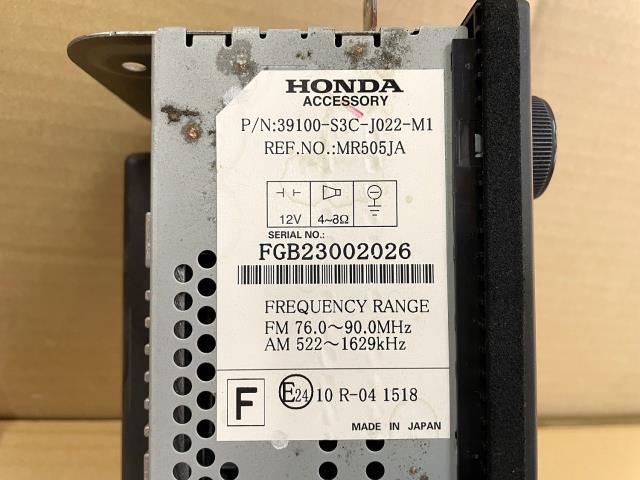 HONDA
ACCESSORY
P/N:39100-S3C-J022-M1
REF.NO.:MR505JA
12V 4~8Ω
SERIAL NO.:
FGB23002026
FREQUENCY RANGE
FM 76.0~90.0MHz
AM 522~1629kHz
F E24 10 R-04 1518
MADE IN JAPAN